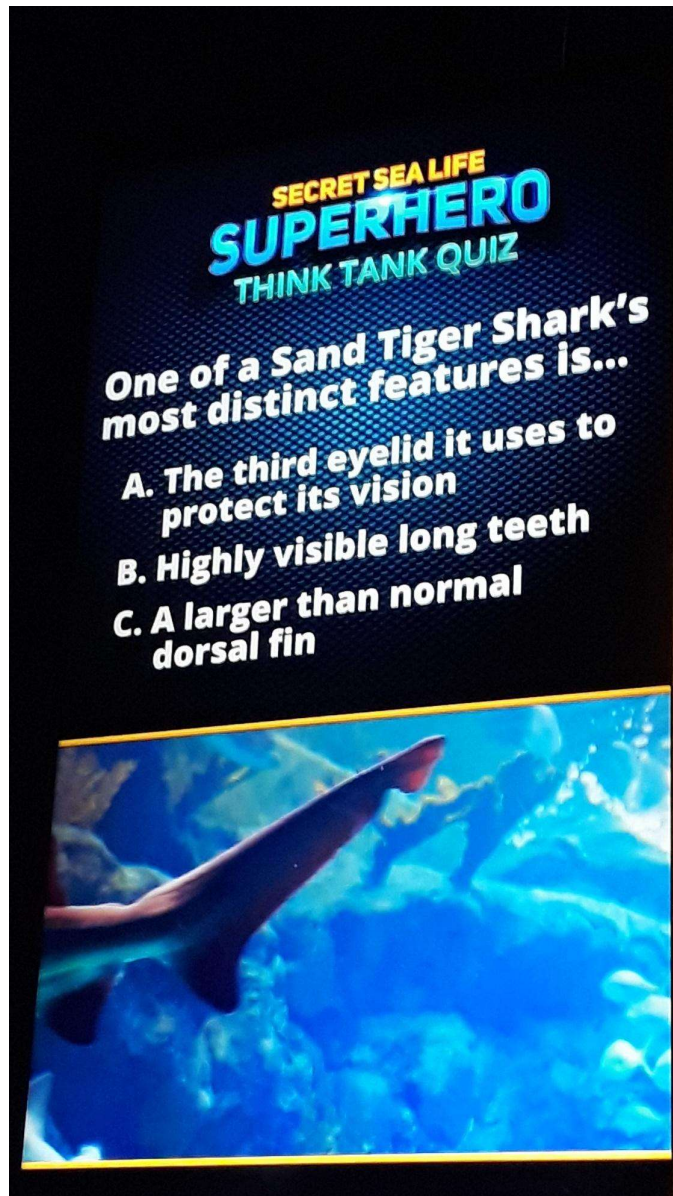 SECRET SEA LIFE
SUPERHERO
THINK TANK QUIZ
One of a Sand Tiger Shark's
most distinct features is...
A. The third eyelid it uses to
protect its vision
B. Highly visible long teeth
C. A larger than normal
dorsal fin